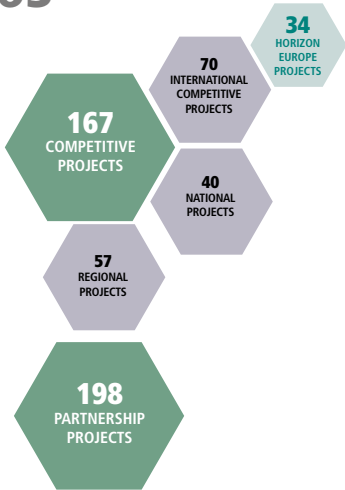 34
HORIZON
EUROPE
PROJECTS
70
INTERNATIONAL
COMPETITIVE
PROJECTS
167
COMPETITIVE
PROJECTS
40
NATIONAL
PROJECTS
57
REGIONAL
PROJECTS
198
PARTNERSHIP
PROJECTS